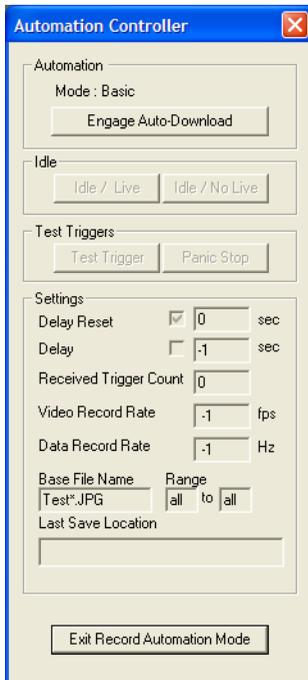 Automation Controller
Automation
Mode : Basic
Engage Auto-Download
Idle
Idle / Live
Idle / No Live
Test Triggers
Test Trigger
Panic Stop
Settings
Delay Reset 0 sec
Delay -1 sec
Received Trigger Count 0
Video Record Rate -1 fps
Data Record Rate -1 Hz
Base File Name Range
Test*.JPG all to all
Last Save Location
Exit Record Automation Mode